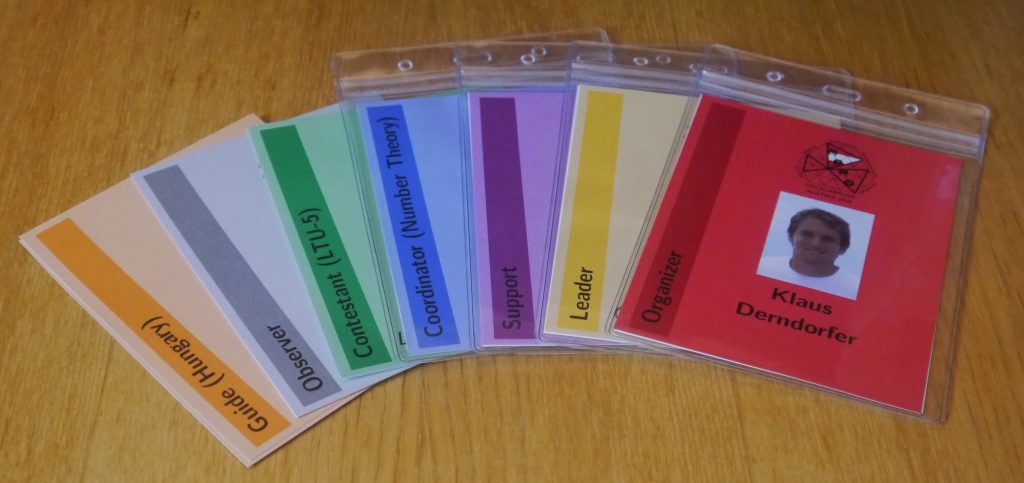 Guide (Hungary)
Observer
Contestant (LTU-5)
Coordinator (Number Theory)
Support
Leader
Organizer
Klaus
Derndorfer